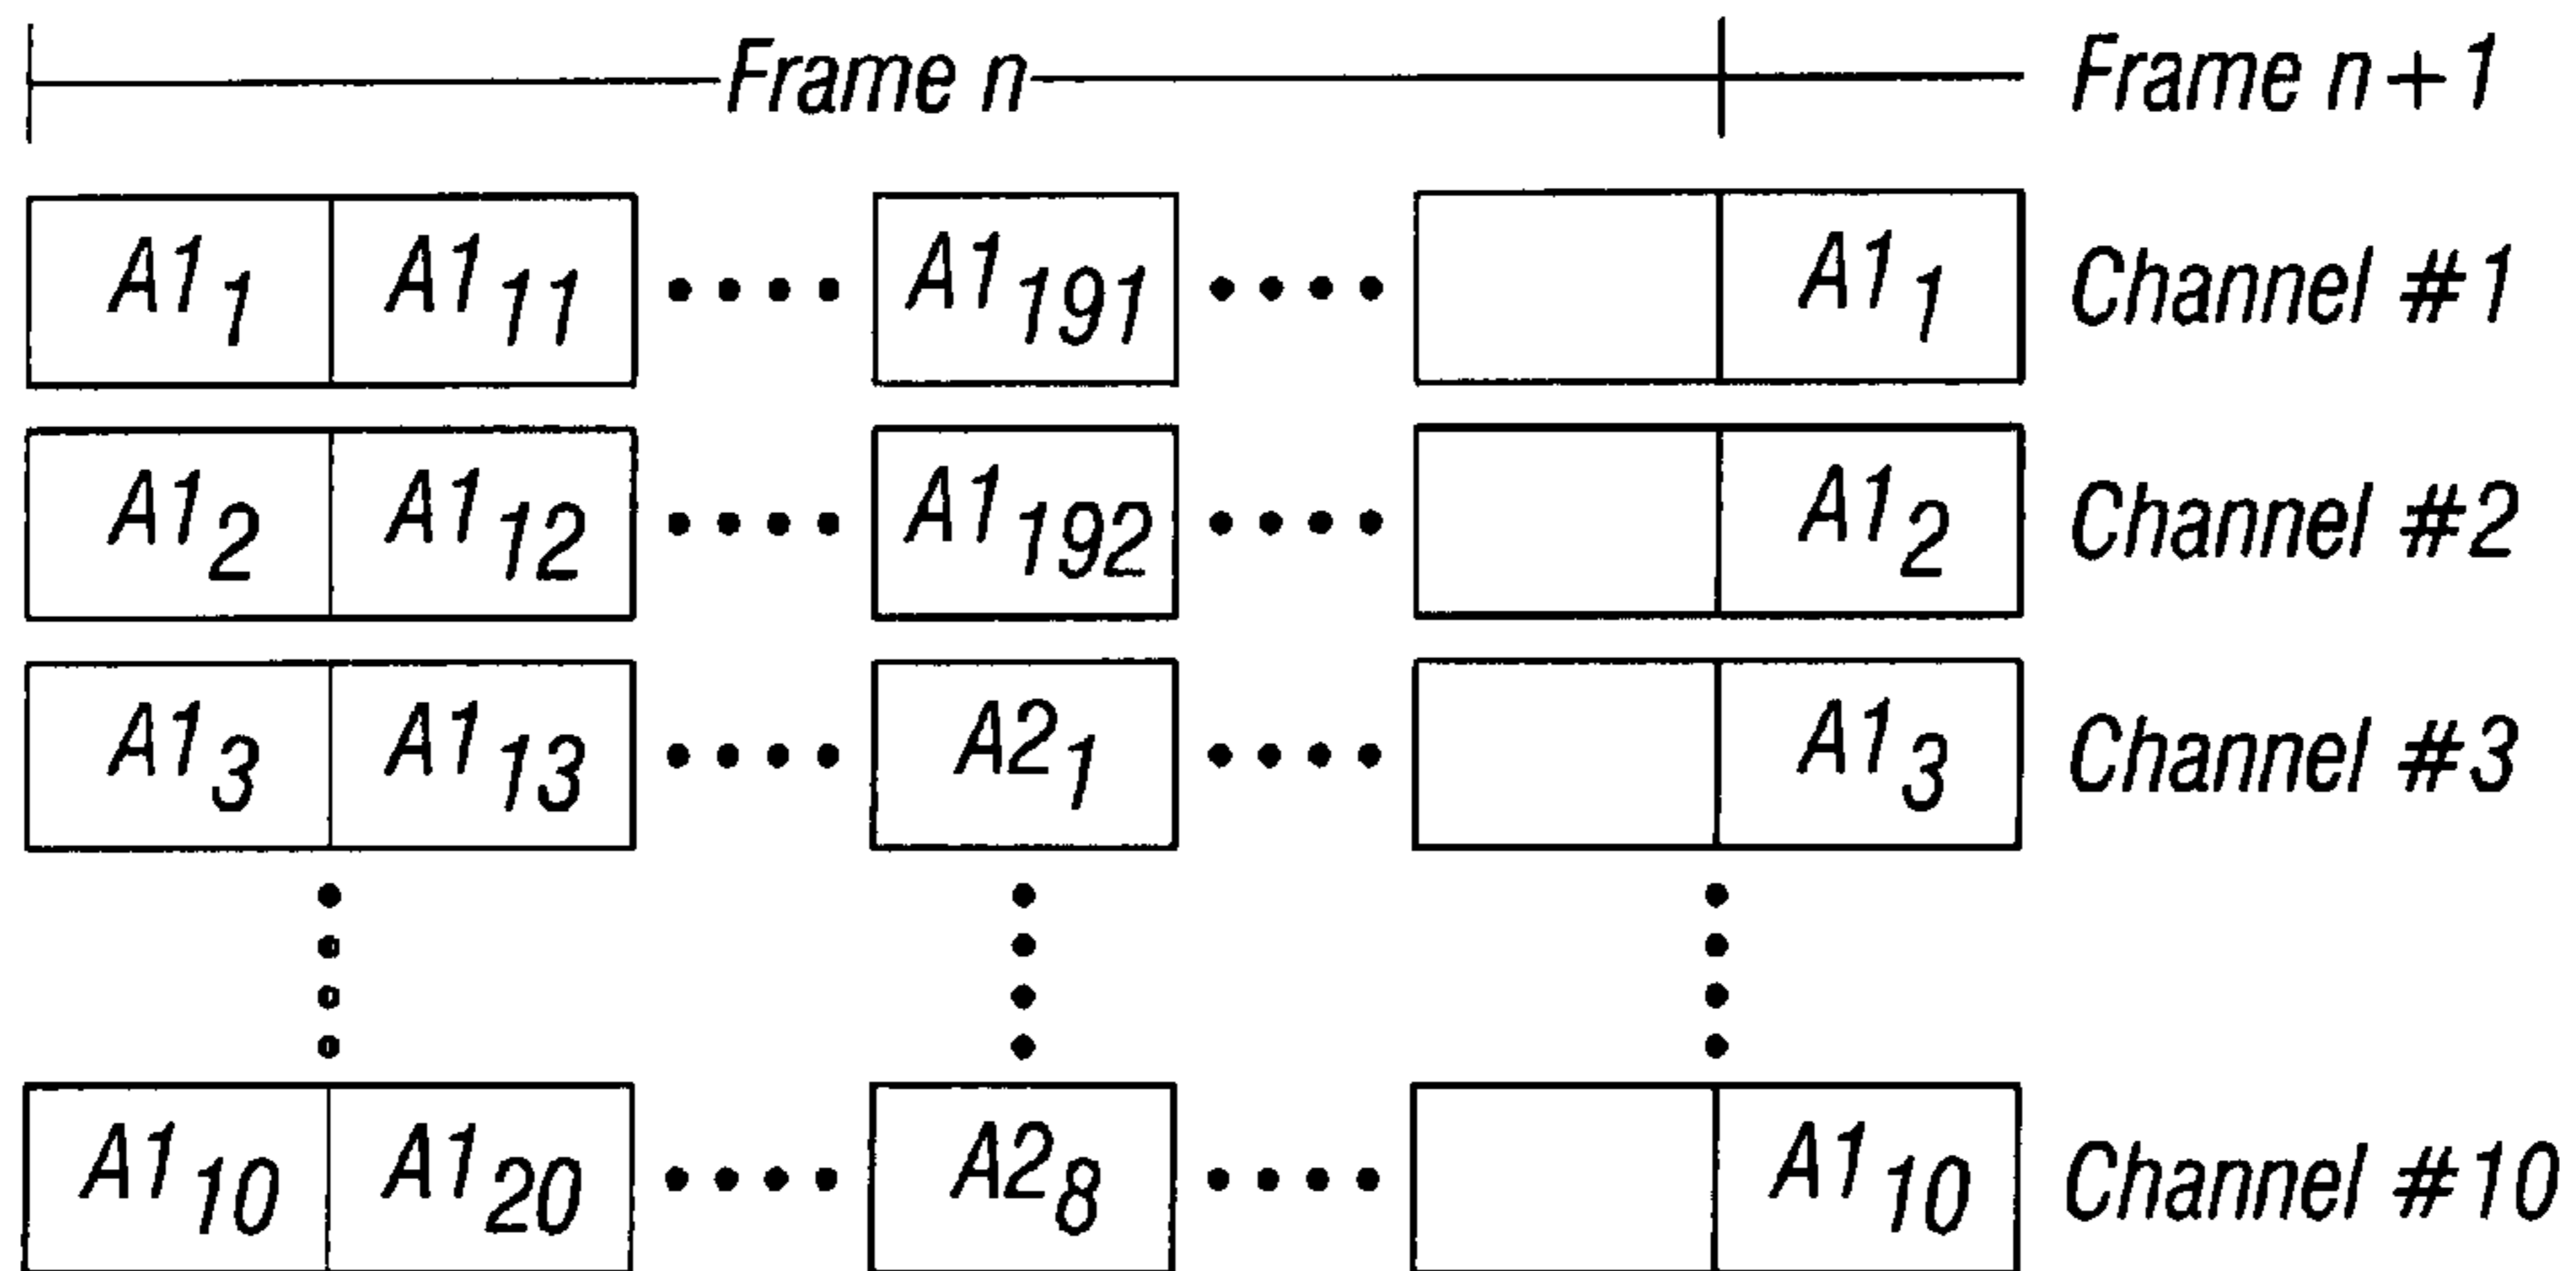 Frame n Frame n+1
A1₁ A1₁₁ A1₁₉₁ A1₁ Channel #1
A1₂ A1₁₂ A1₁₉₂ A1₂ Channel #2
A1₃ A1₁₃ A2₁ A1₃ Channel #3
A1₁₀ A1₂₀ A2₈ A1₁₀ Channel #10